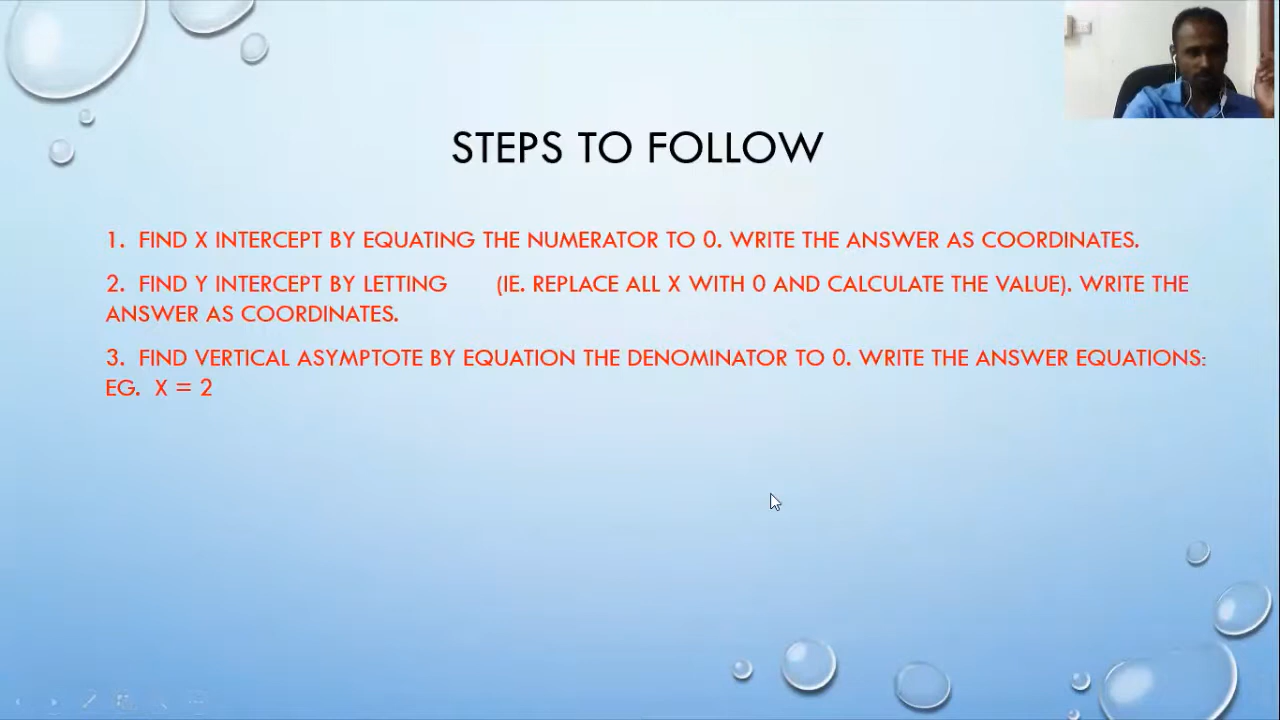 STEPS TO FOLLOW
1. FIND X INTERCEPT BY EQUATING THE NUMERATOR TO 0. WRITE THE ANSWER AS COORDINATES.
2. FIND Y INTERCEPT BY LETTING (IE. REPLACE ALL X WITH 0 AND CALCULATE THE VALUE). WRITE THE
ANSWER AS COORDINATES.
3. FIND VERTICAL ASYMPTOTE BY EQUATION THE DENOMINATOR TO 0. WRITE THE ANSWER EQUATIONS:
EG. X = 2